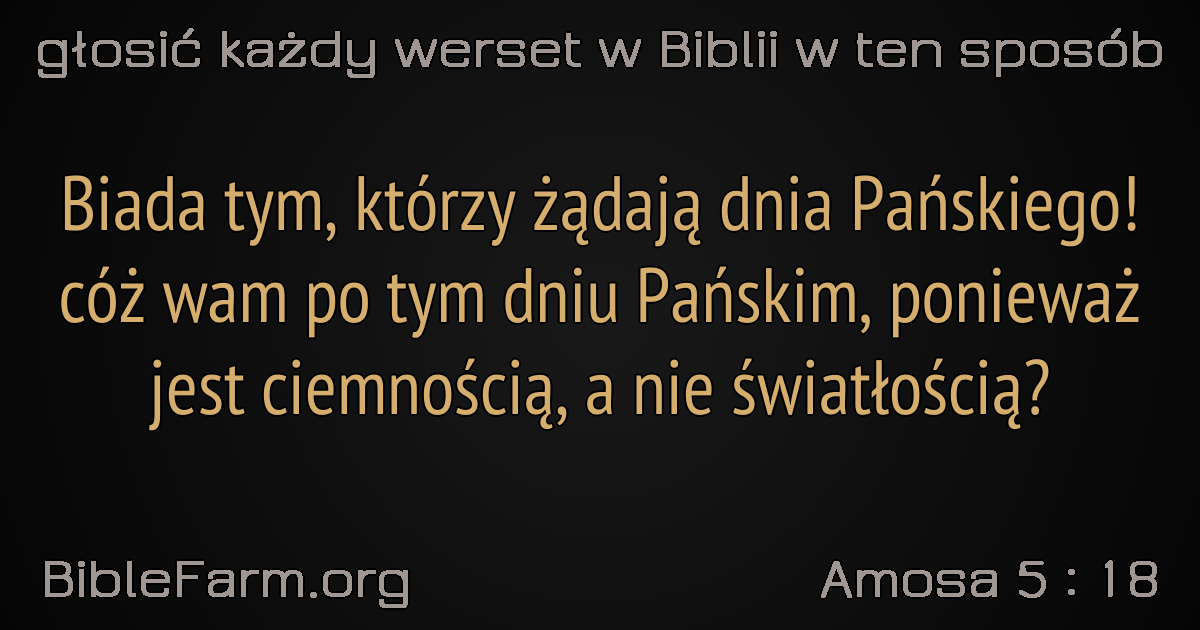 głosić każdy werset w Biblii w ten sposób
Biada tym, którzy żądają dnia Pańskiego!
cóż wam po tym dniu Pańskim, ponieważ
jest ciemnością, a nie światłością?
BibleFarm.org
Amosa 5 : 18